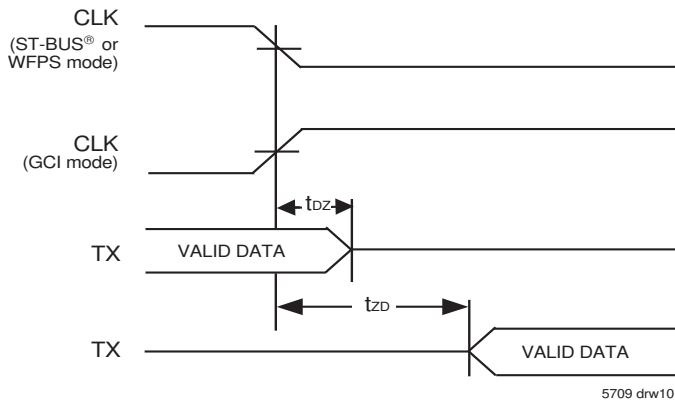 CLK
(ST-BUS® or
WFPS mode)
CLK
(GCI mode)
tDZ
TX
VALID DATA
tZD
TX
VALID DATA
5709 drw10